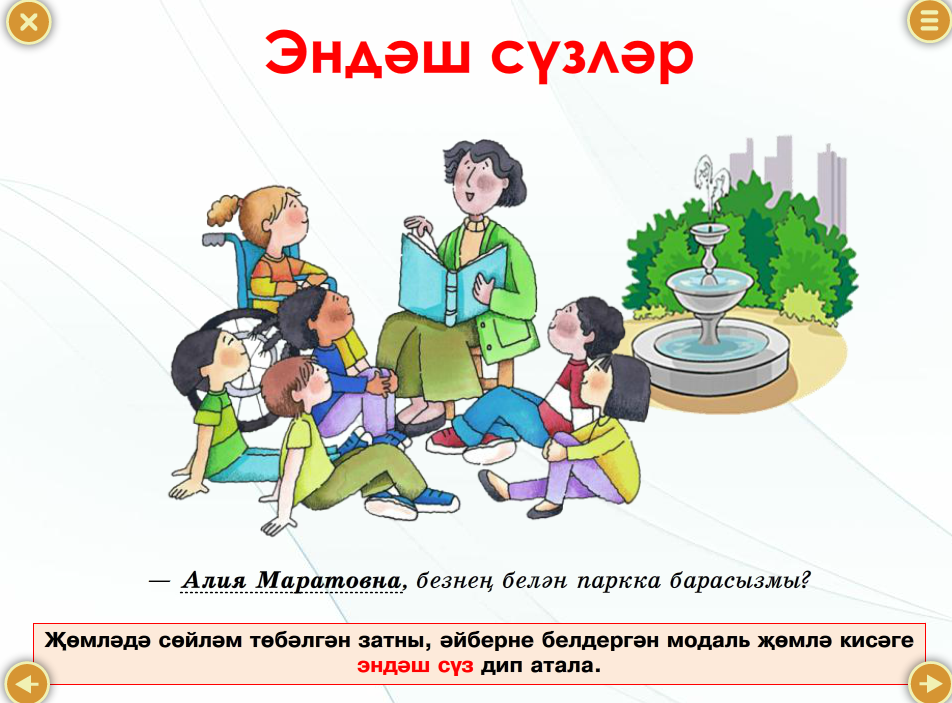 Эндәш сүзләр
— Алия Маратовна, безнең белән паркка барасызмы?
Җөмләдә сөйләм төбәлгән затны, әйберне белдергән модаль җөмлә кисәге
эндәш сүз дип атала.